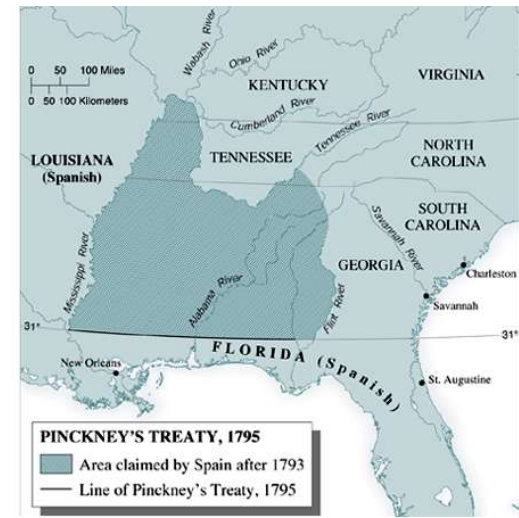 Wabash River
Ohio River
0 50 100 Miles
0 50 100 Kilometers
KENTUCKY
VIRGINIA
Cumberland River
Tennessee River
LOUISIANA
(Spanish)
TENNESSEE
NORTH
CAROLINA
SOUTH
CAROLINA
Savannah River
GEORGIA
Charleston
Savannah
Mississippi River
Alabama River
Flint River
31°
31°
FLORIDA (Spanish)
New Orleans
St. Augustine
PINCKNEY'S TREATY, 1795
Area claimed by Spain after 1793
Line of Pinckney's Treaty, 1795